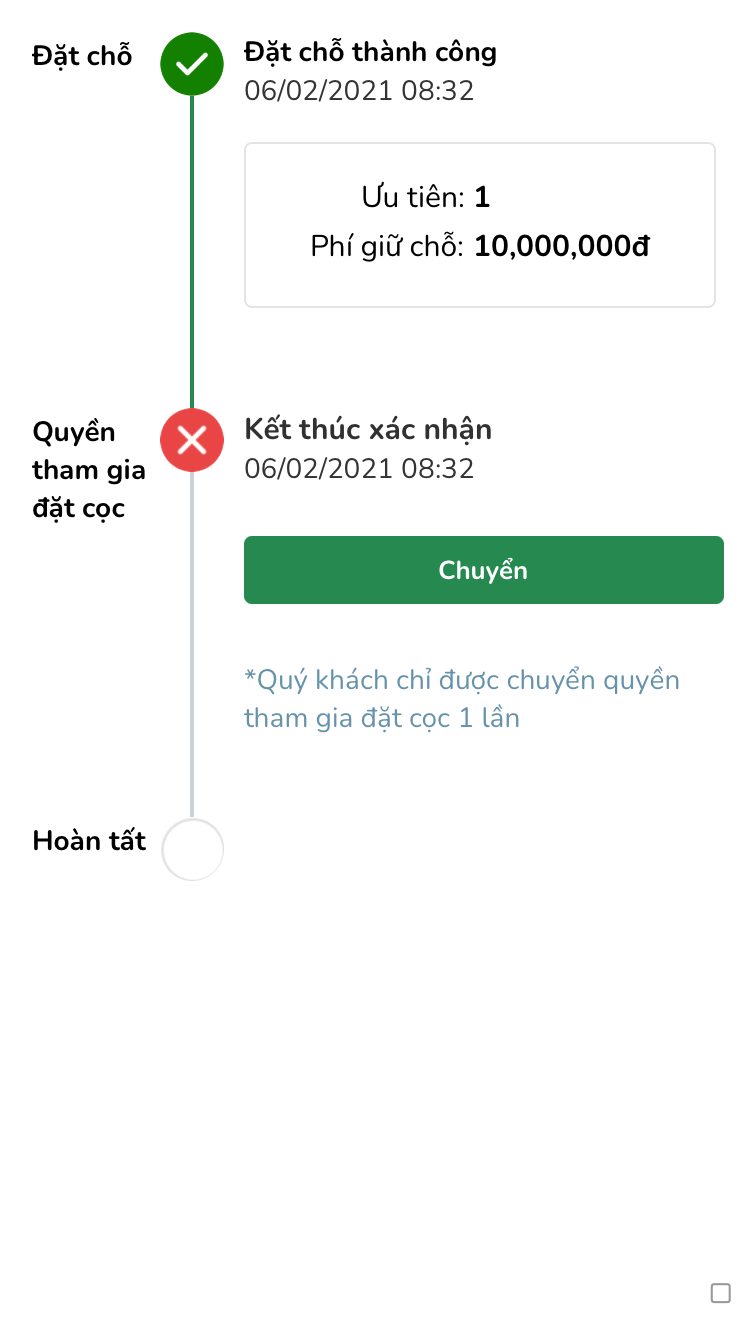 Đặt chỗ
Đặt chỗ thành công
06/02/2021 08:32
Ưu tiên: 1
Phí giữ chỗ: 10,000,000đ
Quyền
tham gia
đặt cọc
Kết thúc xác nhận
06/02/2021 08:32
Chuyển
*Quý khách chỉ được chuyển quyền
tham gia đặt cọc 1 lần
Hoàn tất